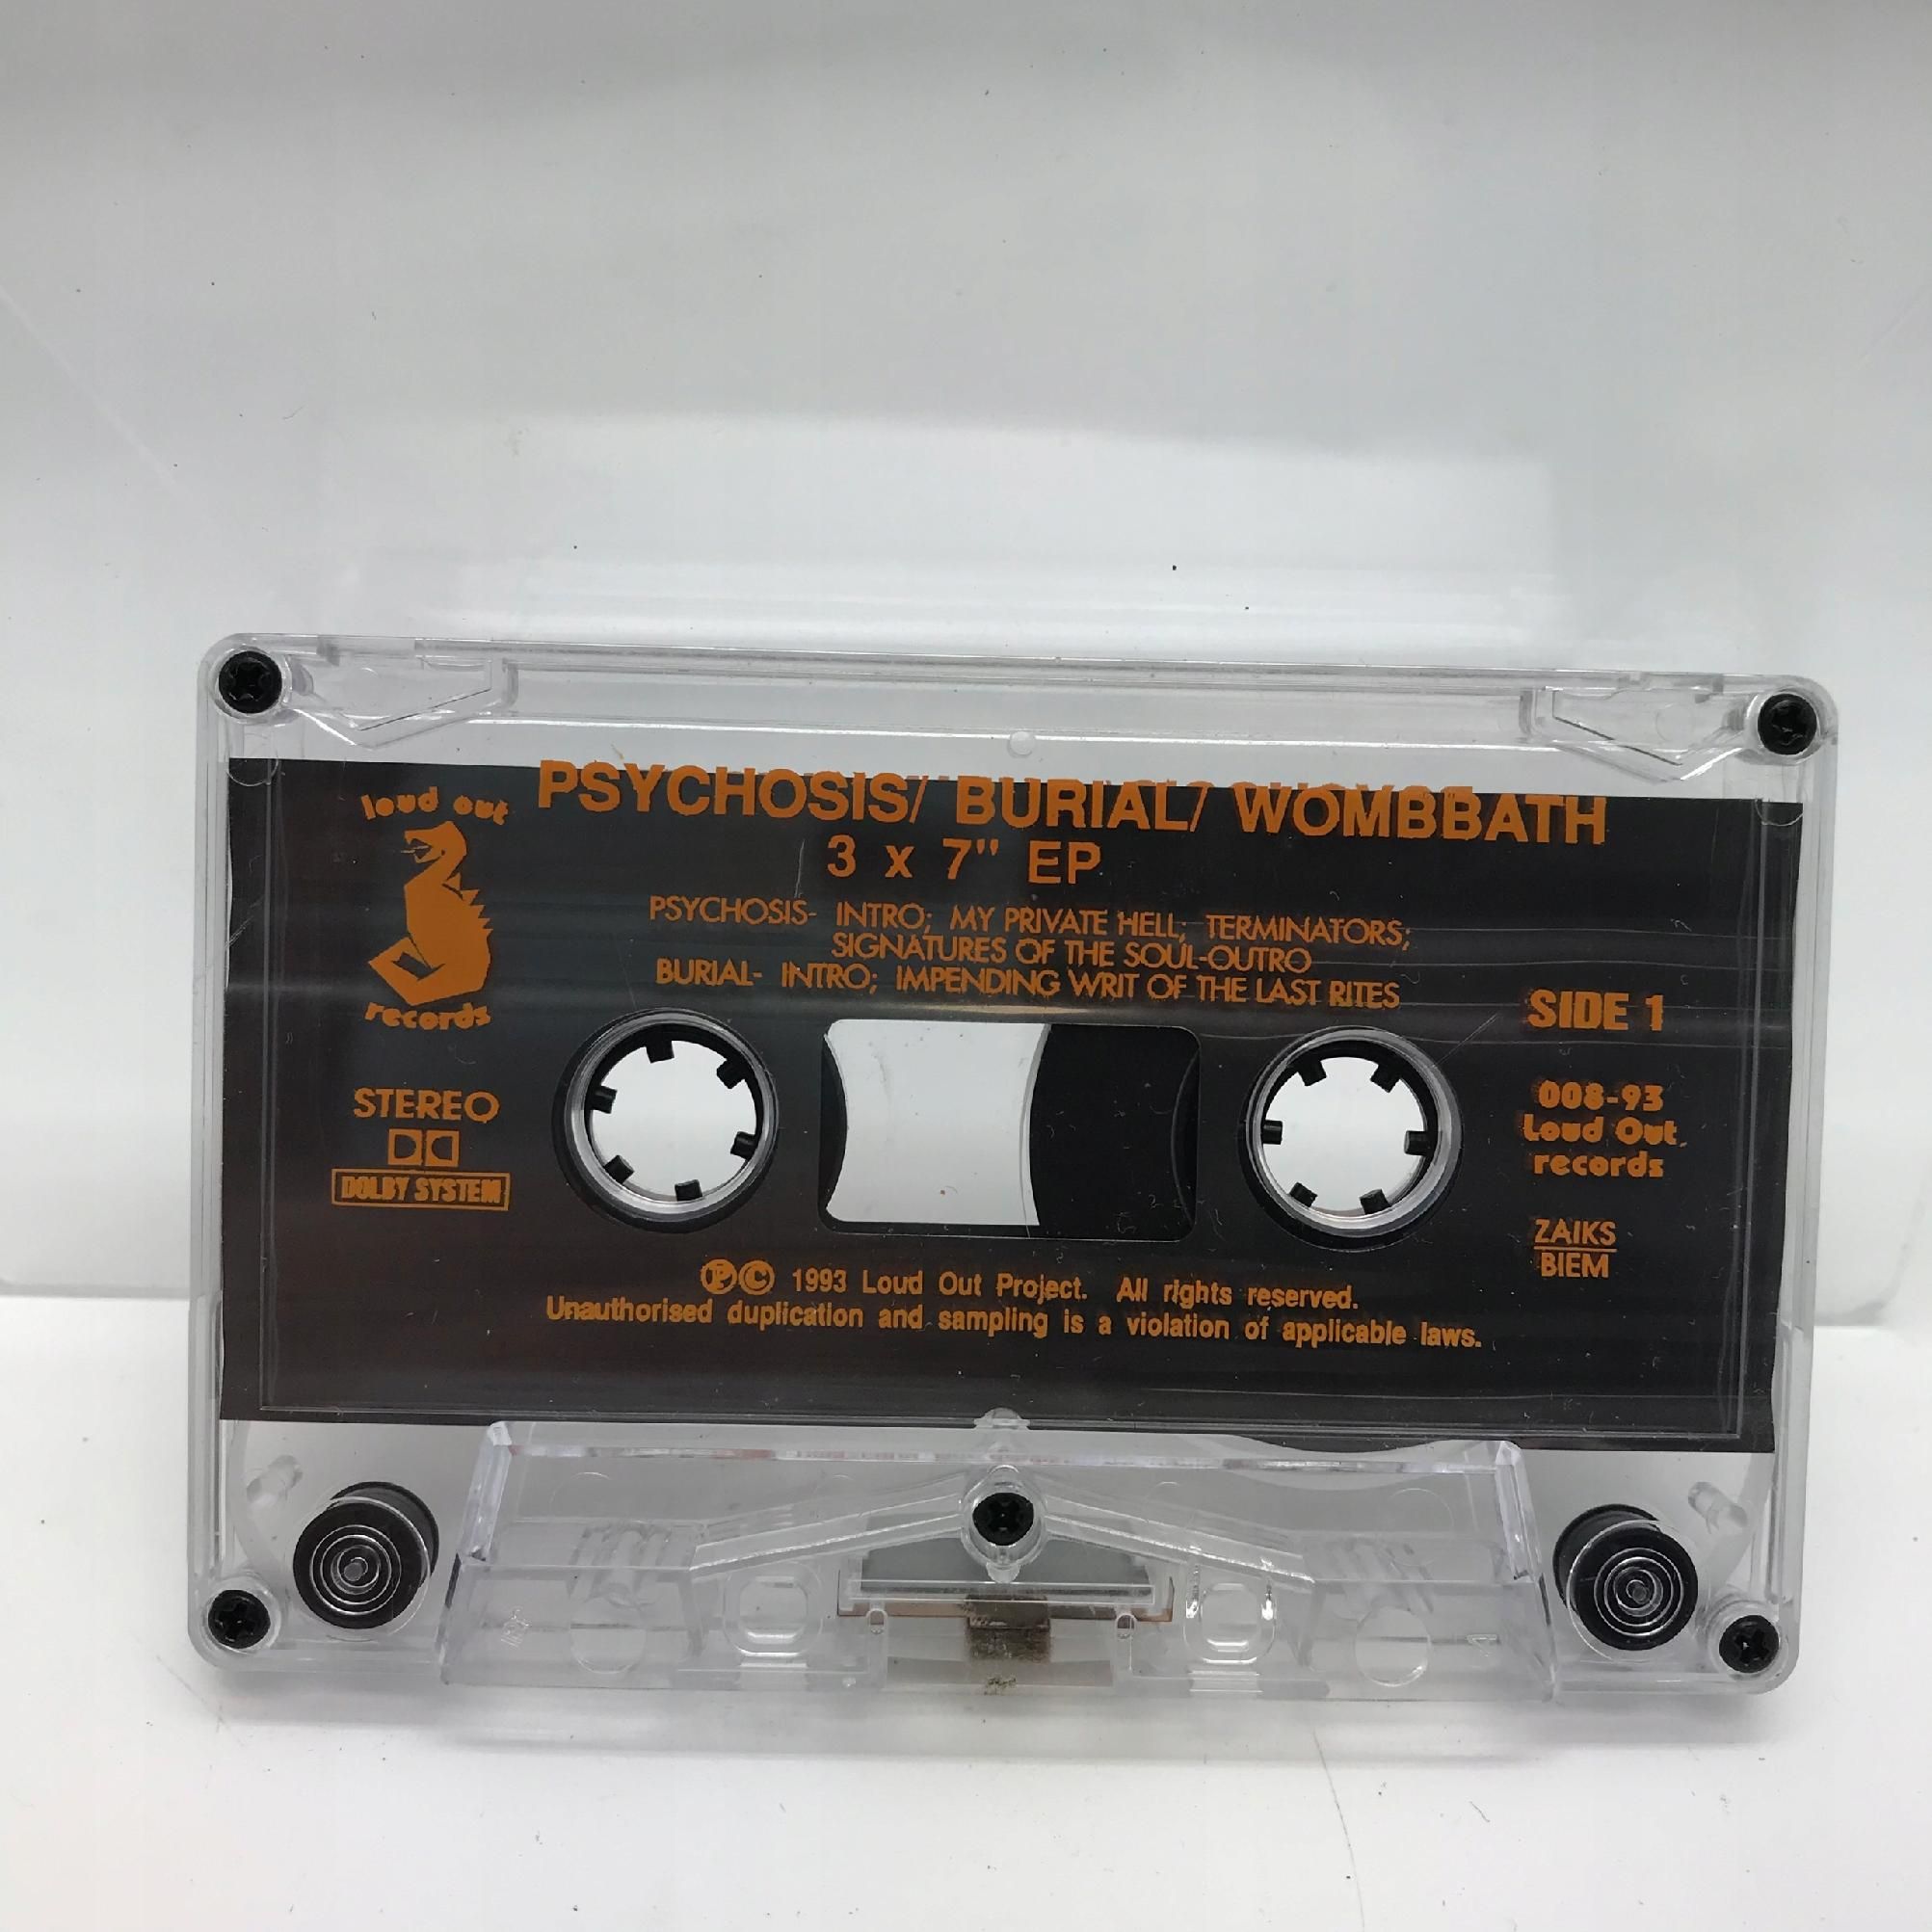 loud out
records
PSYCHOSIS/ BURIAL/ WOMBBATH
3 x 7" EP
PSYCHOSIS- INTRO; MY PRIVATE HELL; TERMINATORS;
SIGNATURES OF THE SOUL-OUTRO
BURIAL- INTRO; IMPENDING WRIT OF THE LAST RITES
STEREO
DOLBY SYSTEM
SIDE 1
008-93
Loud Out
records
ZAIKS
BIEM
Ⓟ© 1993 Loud Out Project. All rights reserved.
Unauthorised duplication and sampling is a violation of applicable laws.